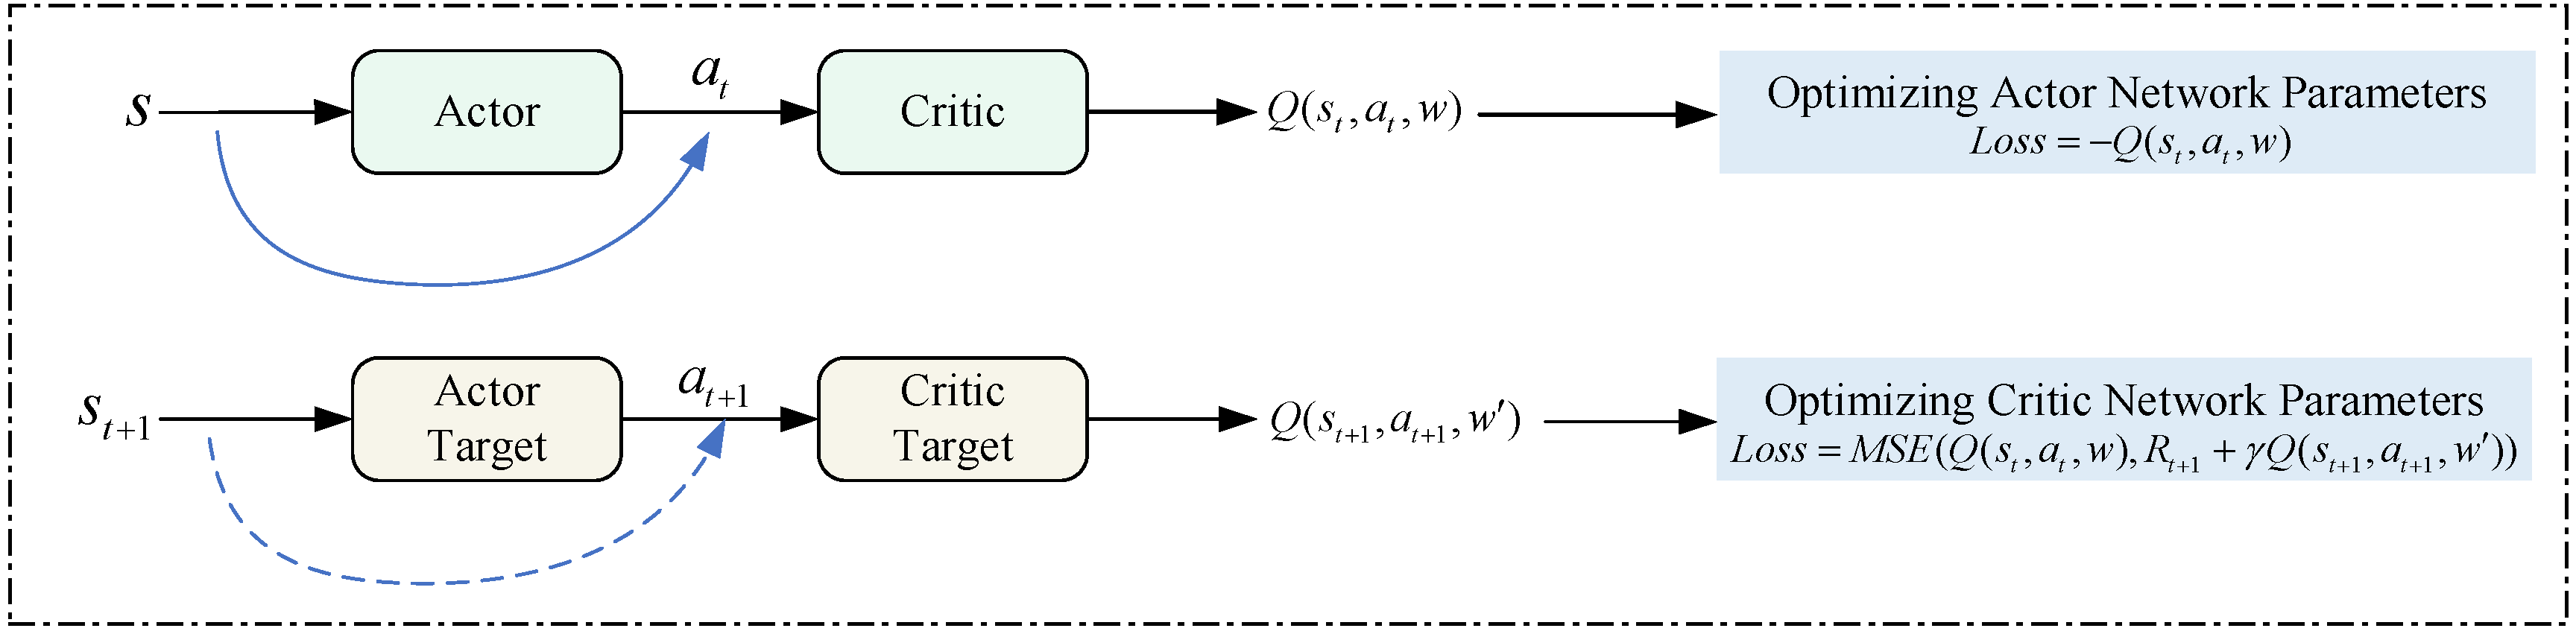 s
Actor
a_t
Critic
Q(s_t, a_t, w)
Optimizing Actor Network Parameters
Loss = −Q(s_t, a_t, w)
s_{t+1}
Actor
Target
a_{t+1}
Critic
Target
Q(s_{t+1}, a_{t+1}, w′)
Optimizing Critic Network Parameters
Loss = MSE(Q(s_t, a_t, w), R_{t+1} + γQ(s_{t+1}, a_{t+1}, w′))